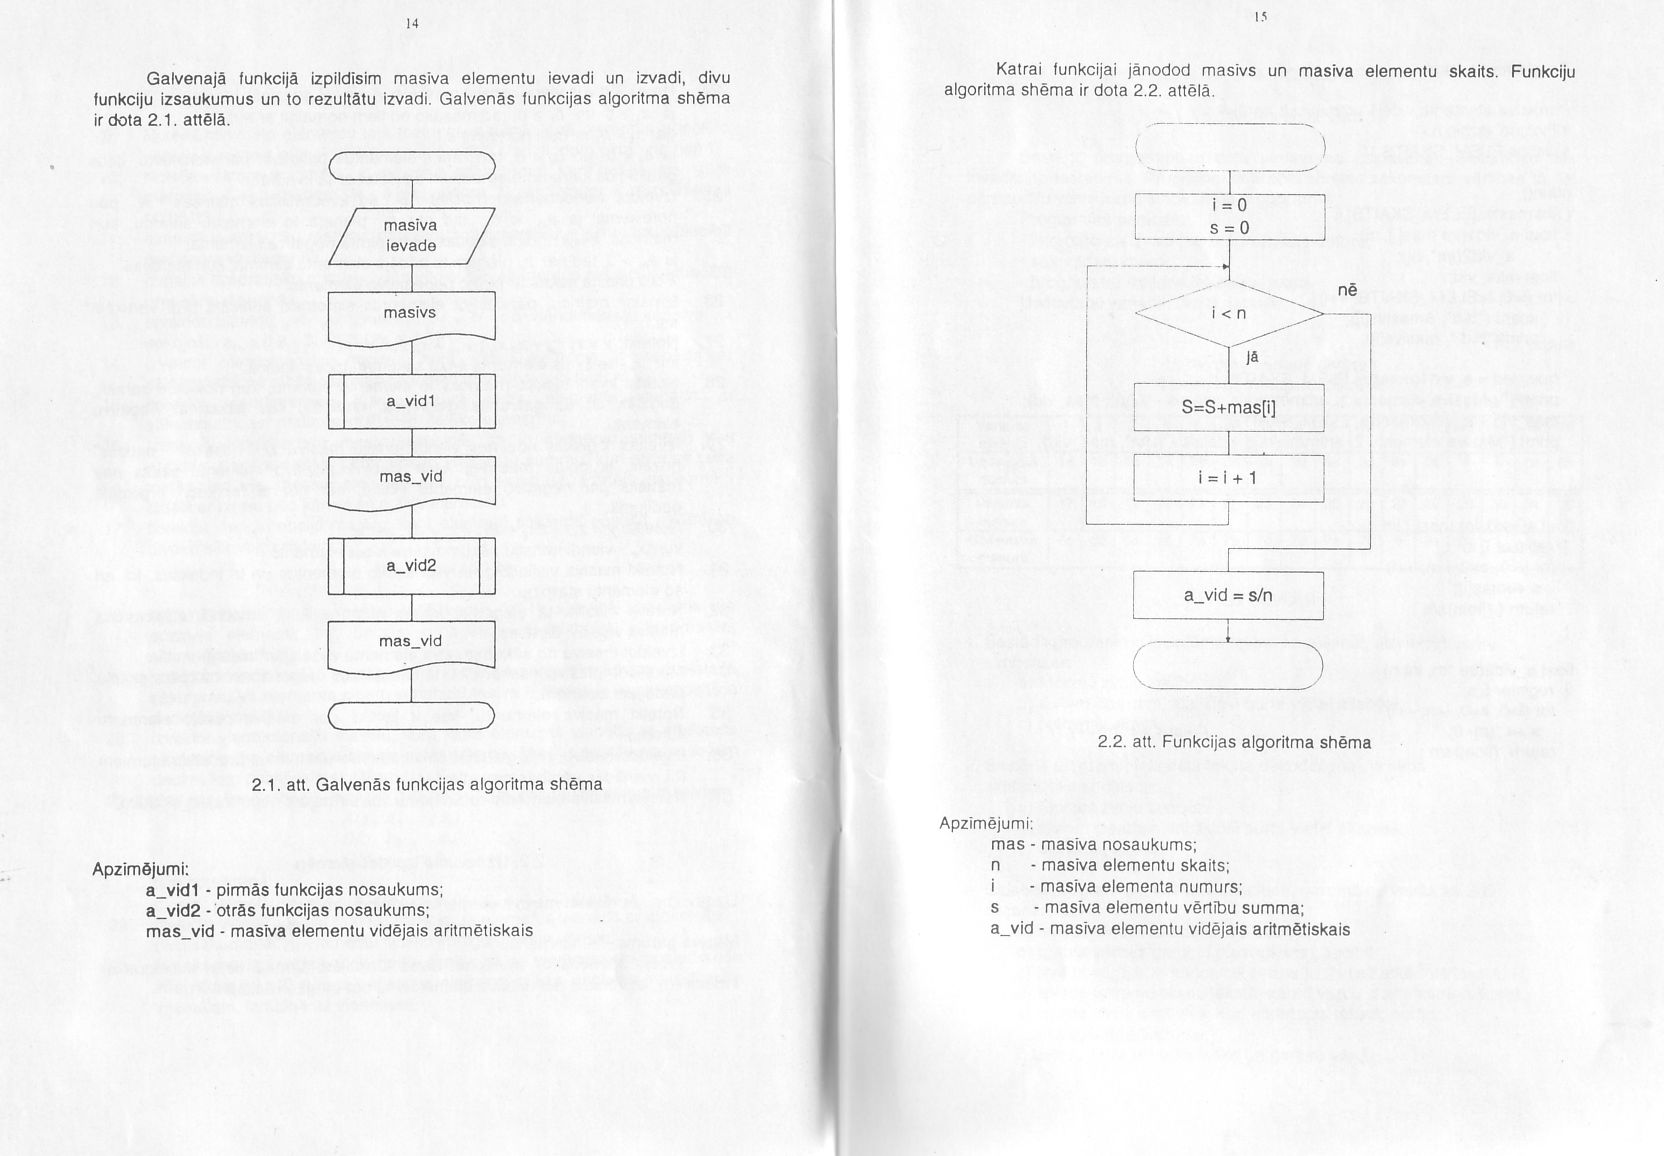 14
Galvenajā funkcijā izpildīsim masīva elementu ievadi un izvadi, divu
funkciju izsaukumus un to rezultātu izvadi. Galvenās funkcijas algoritma shēma
ir dota 2.1. attēlā.
masīva
ievade
masīvs
a_vid1
mas_vid
a_vid2
mas_vid
2.1. att. Galvenās funkcijas algoritma shēma
Apzīmējumi:
a_vid1 - pirmās funkcijas nosaukums;
a_vid2 - otrās funkcijas nosaukums;
mas_vid - masīva elementu vidējais aritmētiskais
15
Katrai funkcijai jānodod masīvs un masīva elementu skaits. Funkciju
algoritma shēma ir dota 2.2. attēlā.
i = 0
s = 0
nē
i < n
jā
S=S+mas[i]
i = i + 1
a_vid = s/n
2.2. att. Funkcijas algoritma shēma
Apzīmējumi:
mas - masīva nosaukums;
n - masīva elementu skaits;
i - masīva elementa numurs;
s - masīva elementu vērtību summa;
a_vid - masīva elementu vidējais aritmētiskais